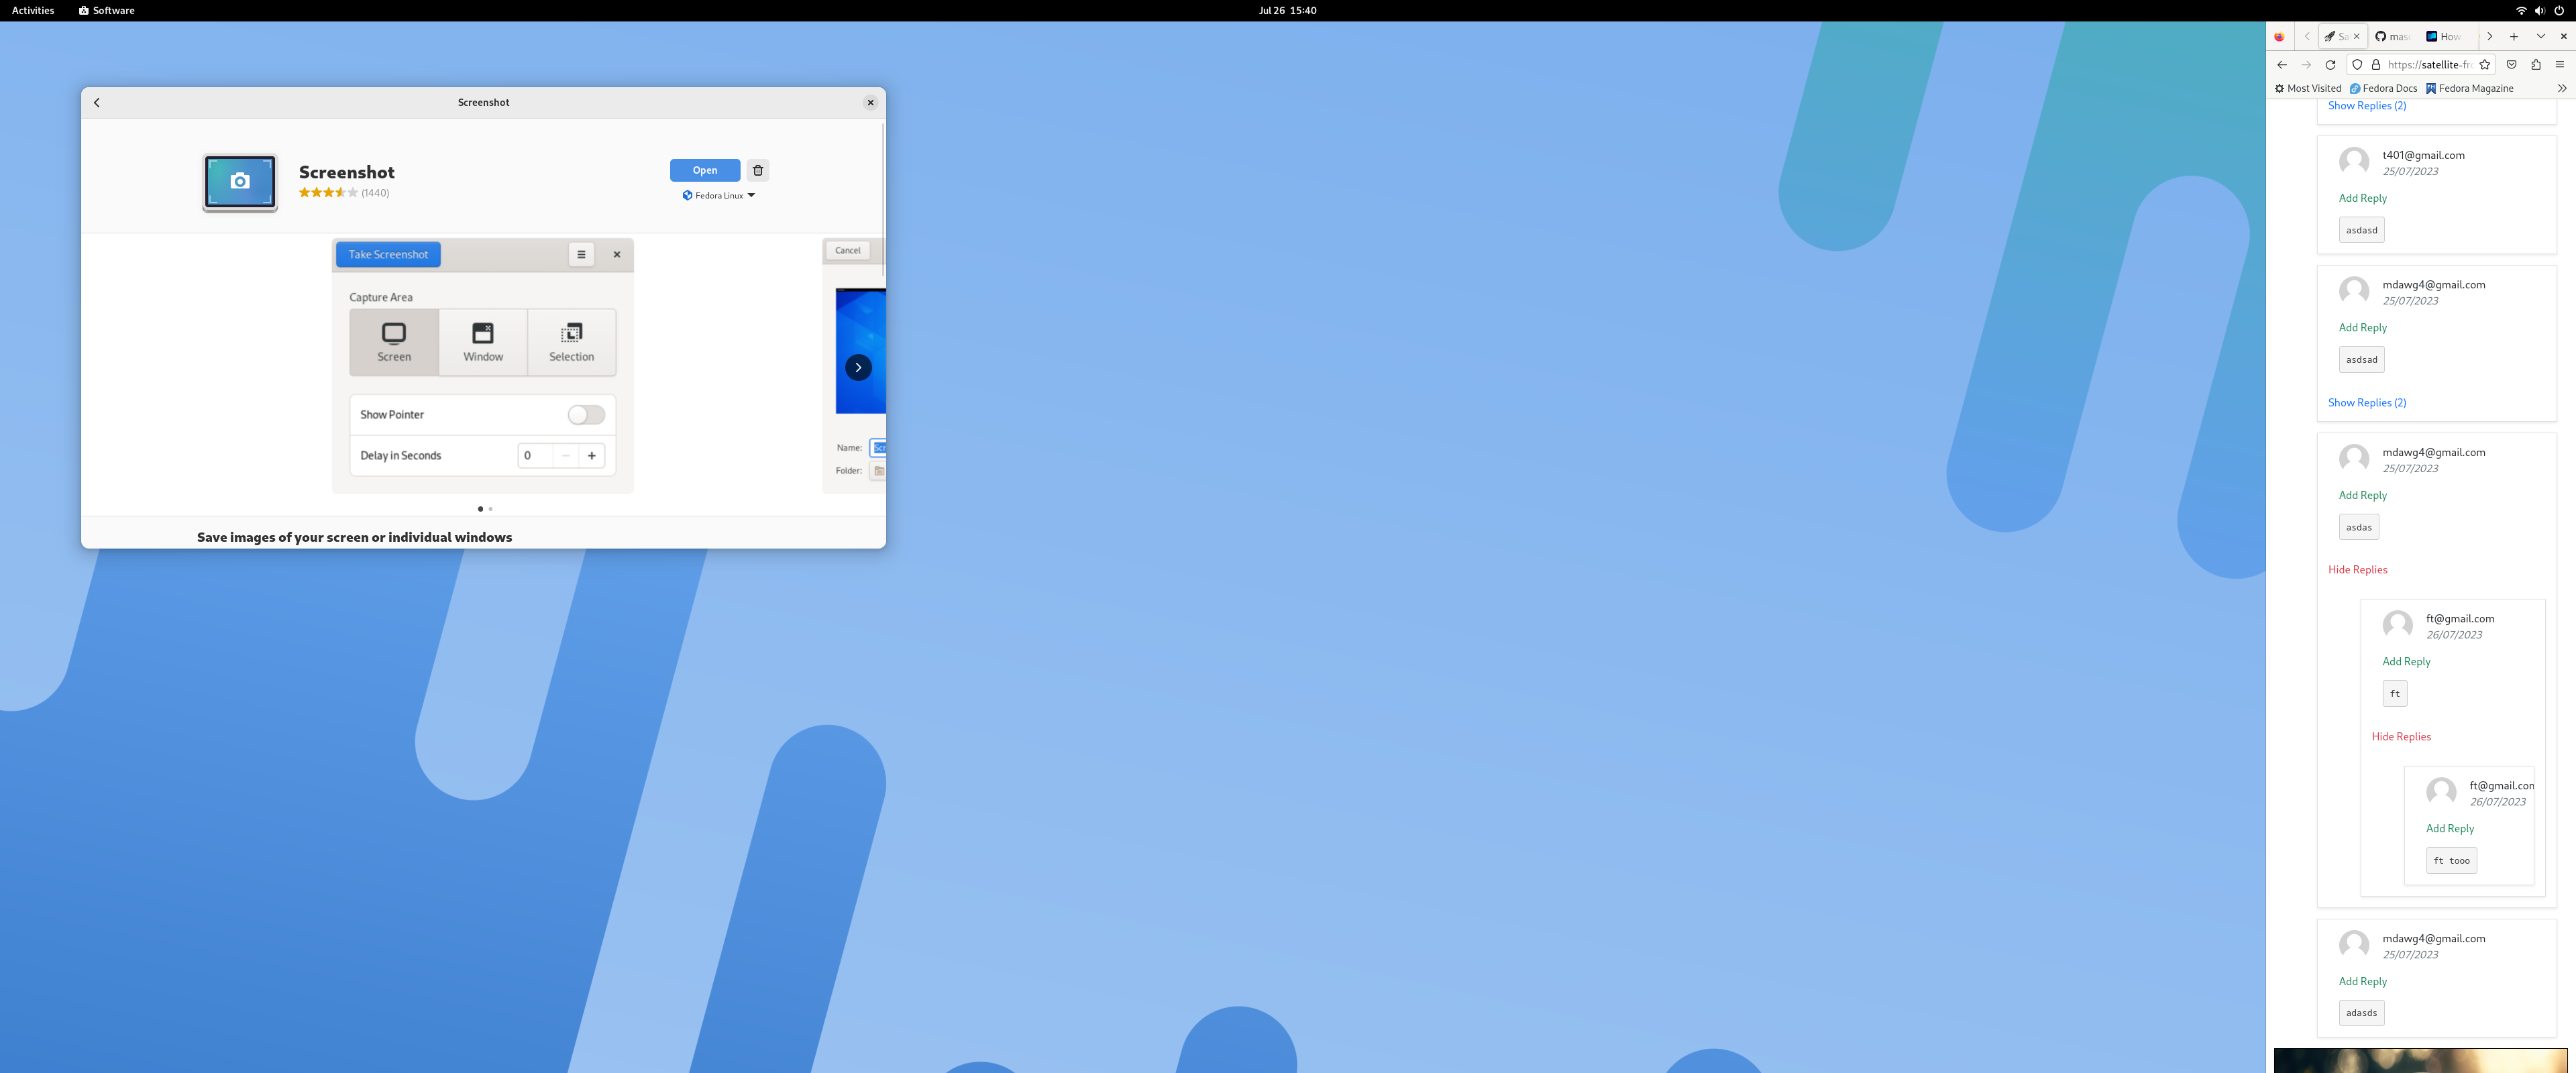 Activities
Software
Jul 26 15:40
Screenshot
Screenshot
(1440)
Open
Fedora Linux
Take Screenshot
Capture Area
Screen
Window
Selection
Show Pointer
Delay in Seconds
0
Cancel
Name:
Folder:
Save images of your screen or individual windows
Sa
mas
How
https://satellite-fr
Most Visited
Fedora Docs
Fedora Magazine
Show Replies (2)
t401@gmail.com
25/07/2023
Add Reply
asdasd
mdawg4@gmail.com
25/07/2023
Add Reply
asdsad
Show Replies (2)
mdawg4@gmail.com
25/07/2023
Add Reply
asdas
Hide Replies
ft@gmail.com
26/07/2023
Add Reply
ft
Hide Replies
ft@gmail.com
26/07/2023
Add Reply
ft tooo
mdawg4@gmail.com
25/07/2023
Add Reply
adasds